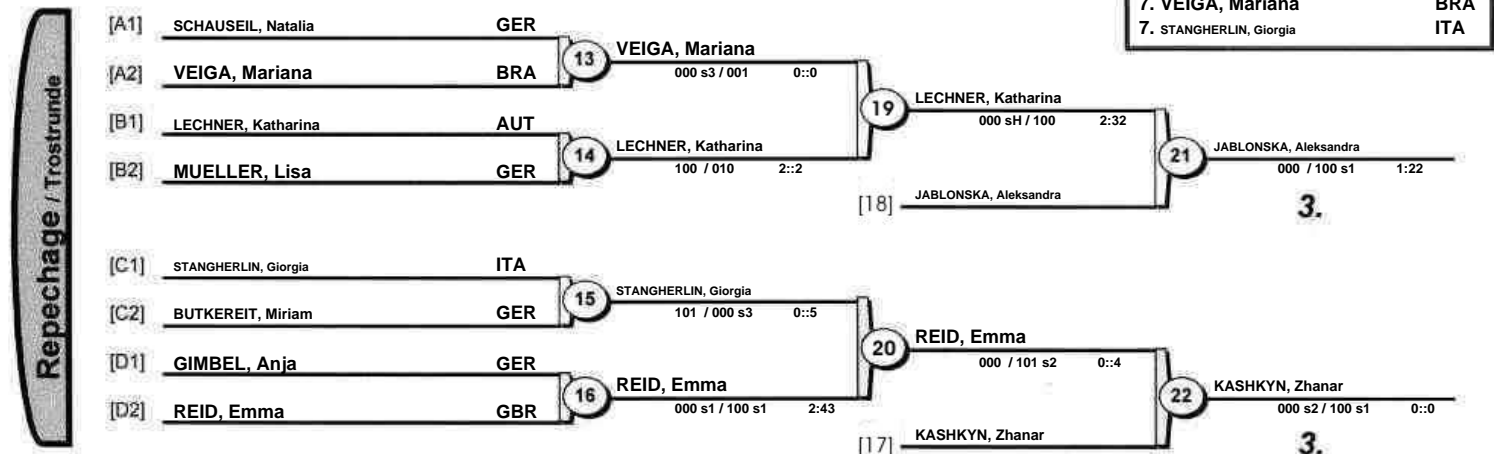 7. VEIGA, Mariana BRA
7. STANGHERLIN, Giorgia ITA
Repechage / Trostrunde
[A1] SCHAUSEIL, Natalia GER
[A2] VEIGA, Mariana BRA
13 VEIGA, Mariana
000 s3 / 001 0::0
[B1] LECHNER, Katharina AUT
[B2] MUELLER, Lisa GER
14 LECHNER, Katharina
100 / 010 2::2
19 LECHNER, Katharina
000 sH / 100 2:32
[18] JABLONSKA, Aleksandra
21 JABLONSKA, Aleksandra
000 / 100 s1 1:22
3.
[C1] STANGHERLIN, Giorgia ITA
[C2] BUTKEREIT, Miriam GER
15 STANGHERLIN, Giorgia
101 / 000 s3 0::5
[D1] GIMBEL, Anja GER
[D2] REID, Emma GBR
16 REID, Emma
000 s1 / 100 s1 2:43
20 REID, Emma
000 / 101 s2 0::4
[17] KASHKYN, Zhanar
22 KASHKYN, Zhanar
000 s2 / 100 s1 0::0
3.